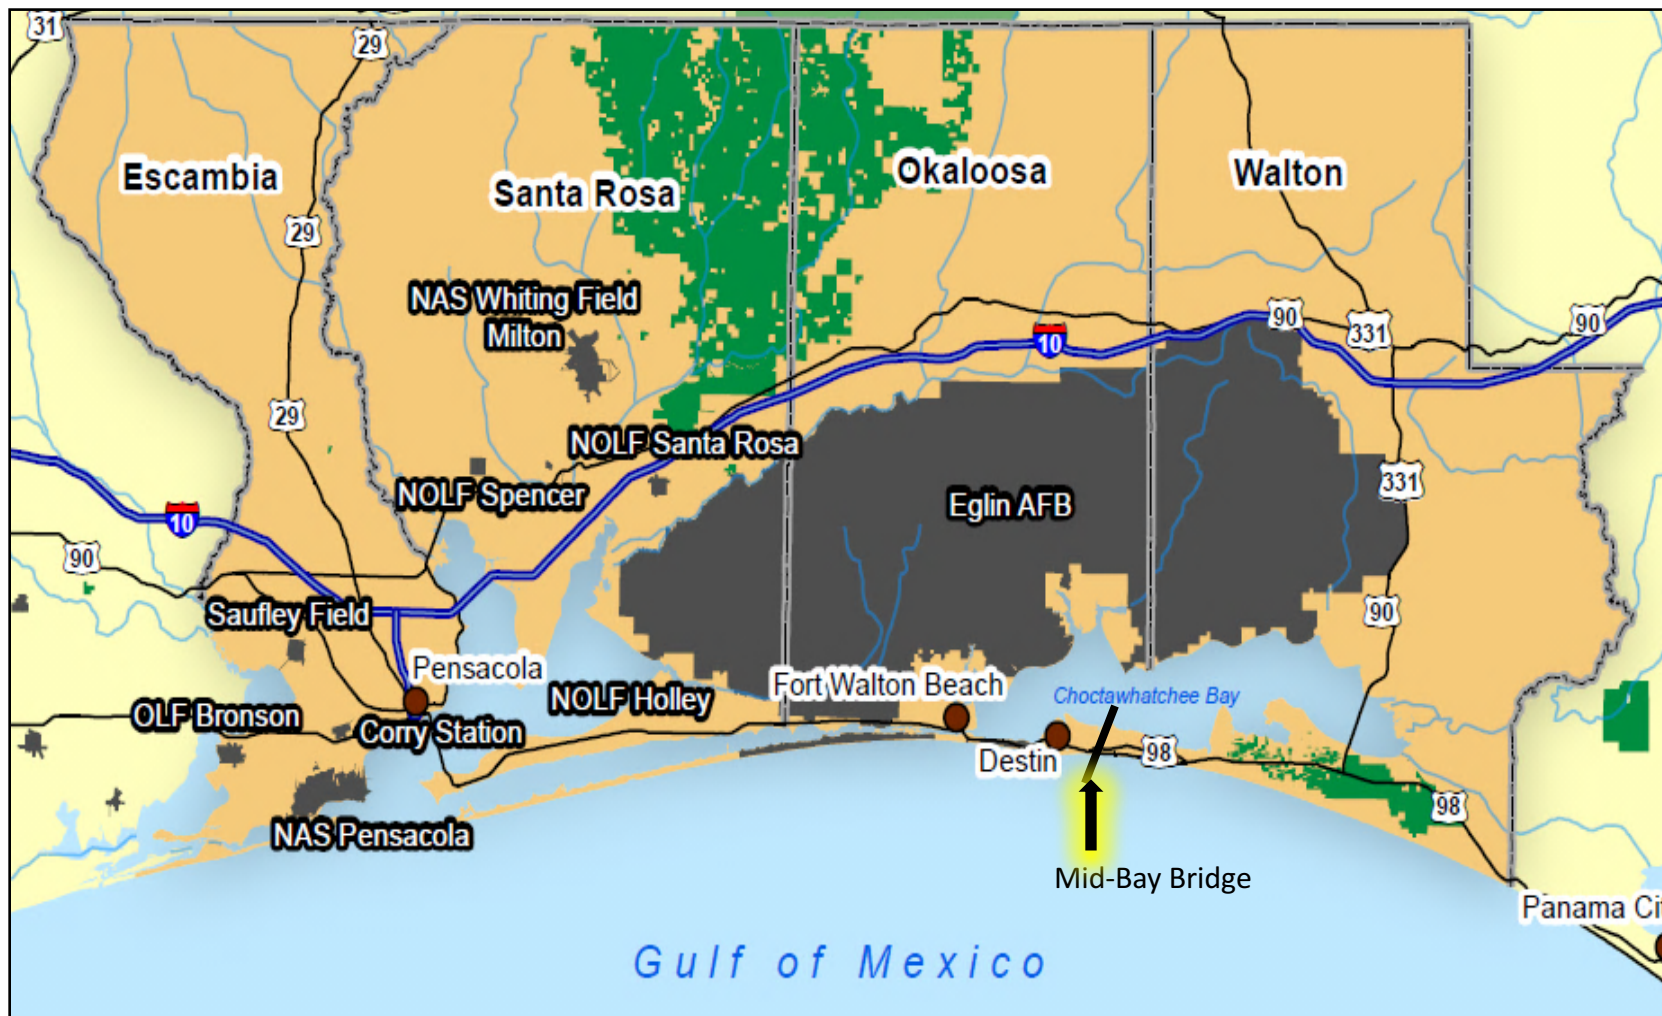 31
29
Escambia
Santa Rosa
Okaloosa
Walton
29
NAS Whiting Field
Milton
90
331
90
10
29
NOLF Santa Rosa
NOLF Spencer
Eglin AFB
331
10
90
Saufley Field
90
Pensacola
Fort Walton Beach
Choctawhatchee Bay
NOLF Holley
OLF Bronson
Corry Station
Destin
98
98
NAS Pensacola
Mid-Bay Bridge
Panama Cit
Gulf of Mexico